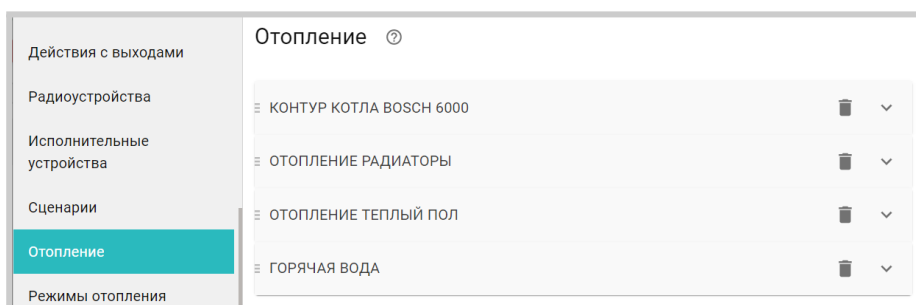 Действия с выходами
Радиоустройства
Исполнительные
устройства
Сценарии
Отопление
Режимы отопления
Отопление
КОНТУР КОТЛА BOSCH 6000
ОТОПЛЕНИЕ РАДИАТОРЫ
ОТОПЛЕНИЕ ТЕПЛЫЙ ПОЛ
ГОРЯЧАЯ ВОДА